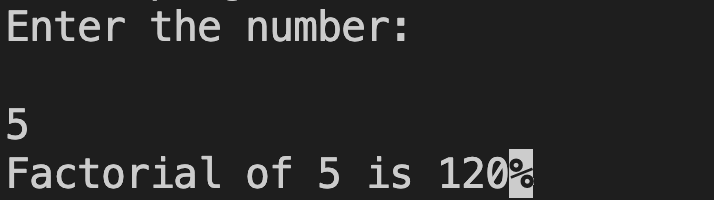 Enter the number:
5
Factorial of 5 is 120%